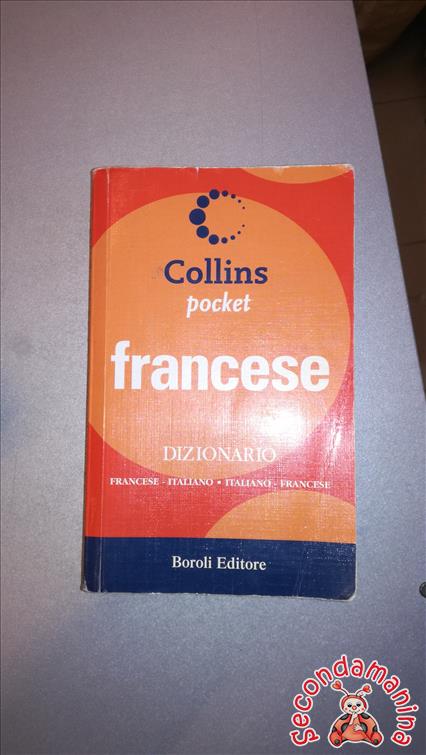 Collins
pocket
francese
DIZIONARIO
FRANCESE - ITALIANO • ITALIANO - FRANCESE
Boroli Editore
secondamanina